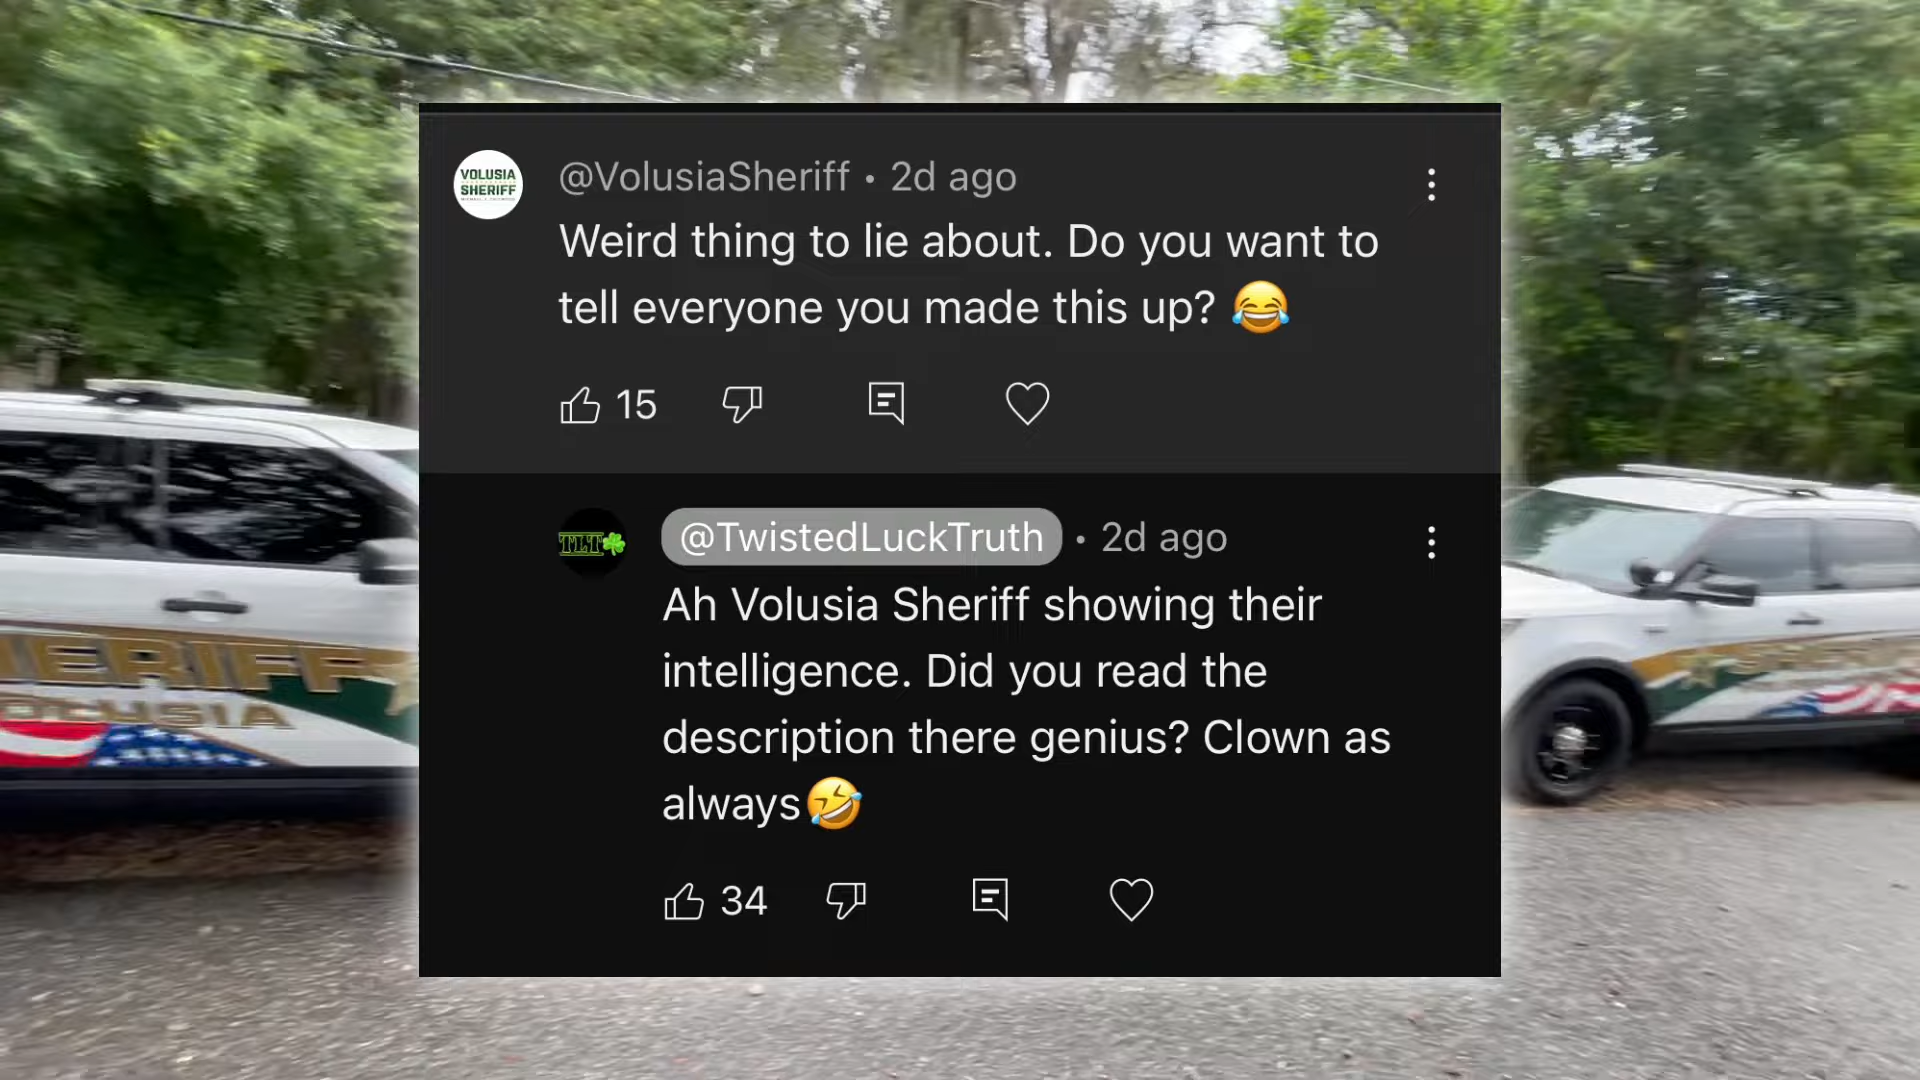 VOLUSIA
SHERIFF
@VolusiaSheriff • 2d ago
Weird thing to lie about. Do you want to
tell everyone you made this up? 😂
15
TLT
@TwistedLuckTruth • 2d ago
Ah Volusia Sheriff showing their
intelligence. Did you read the
description there genius? Clown as
always🤣
34
SHERIFF
VOLUSIA